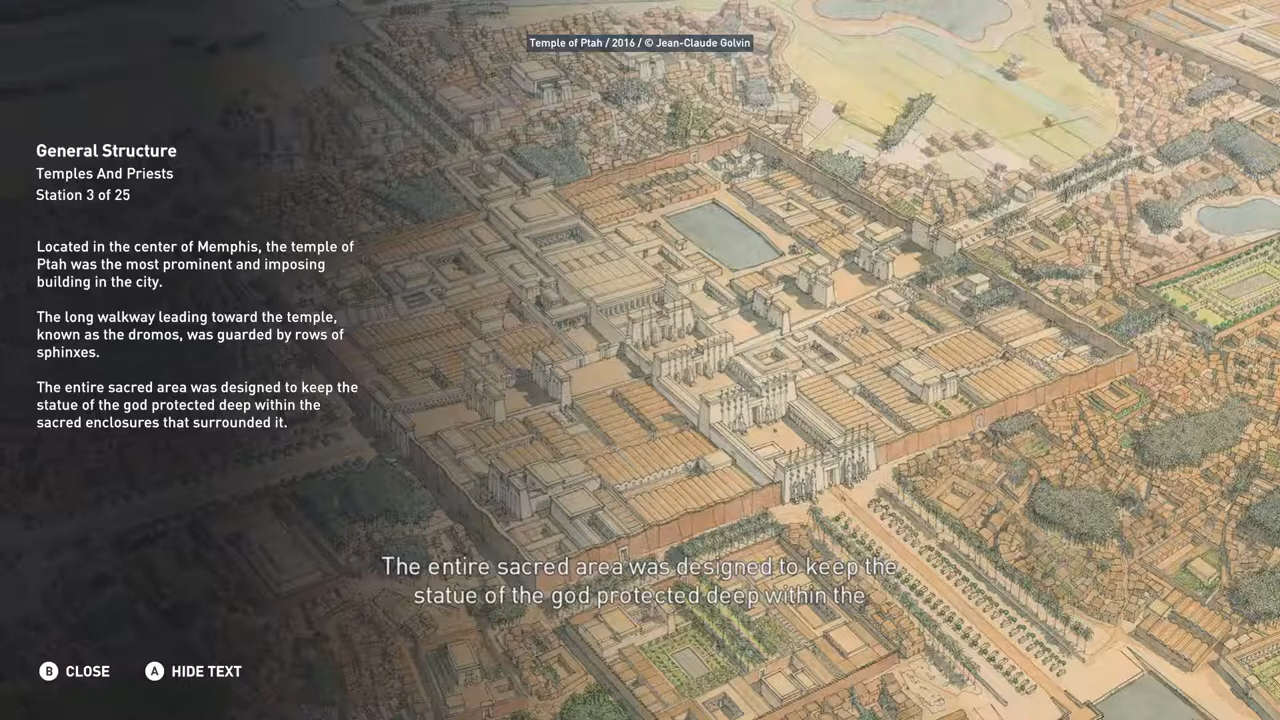 Temple of Ptah / 2016 / © Jean-Claude Golvin
General Structure
Temples And Priests
Station 3 of 25
Located in the center of Memphis, the temple of
Ptah was the most prominent and imposing
building in the city.
The long walkway leading toward the temple,
known as the dromos, was guarded by rows of
sphinxes.
The entire sacred area was designed to keep the
statue of the god protected deep within the
sacred enclosures that surrounded it.
The entire sacred area was designed to keep the
statue of the god protected deep within the
B CLOSE A HIDE TEXT